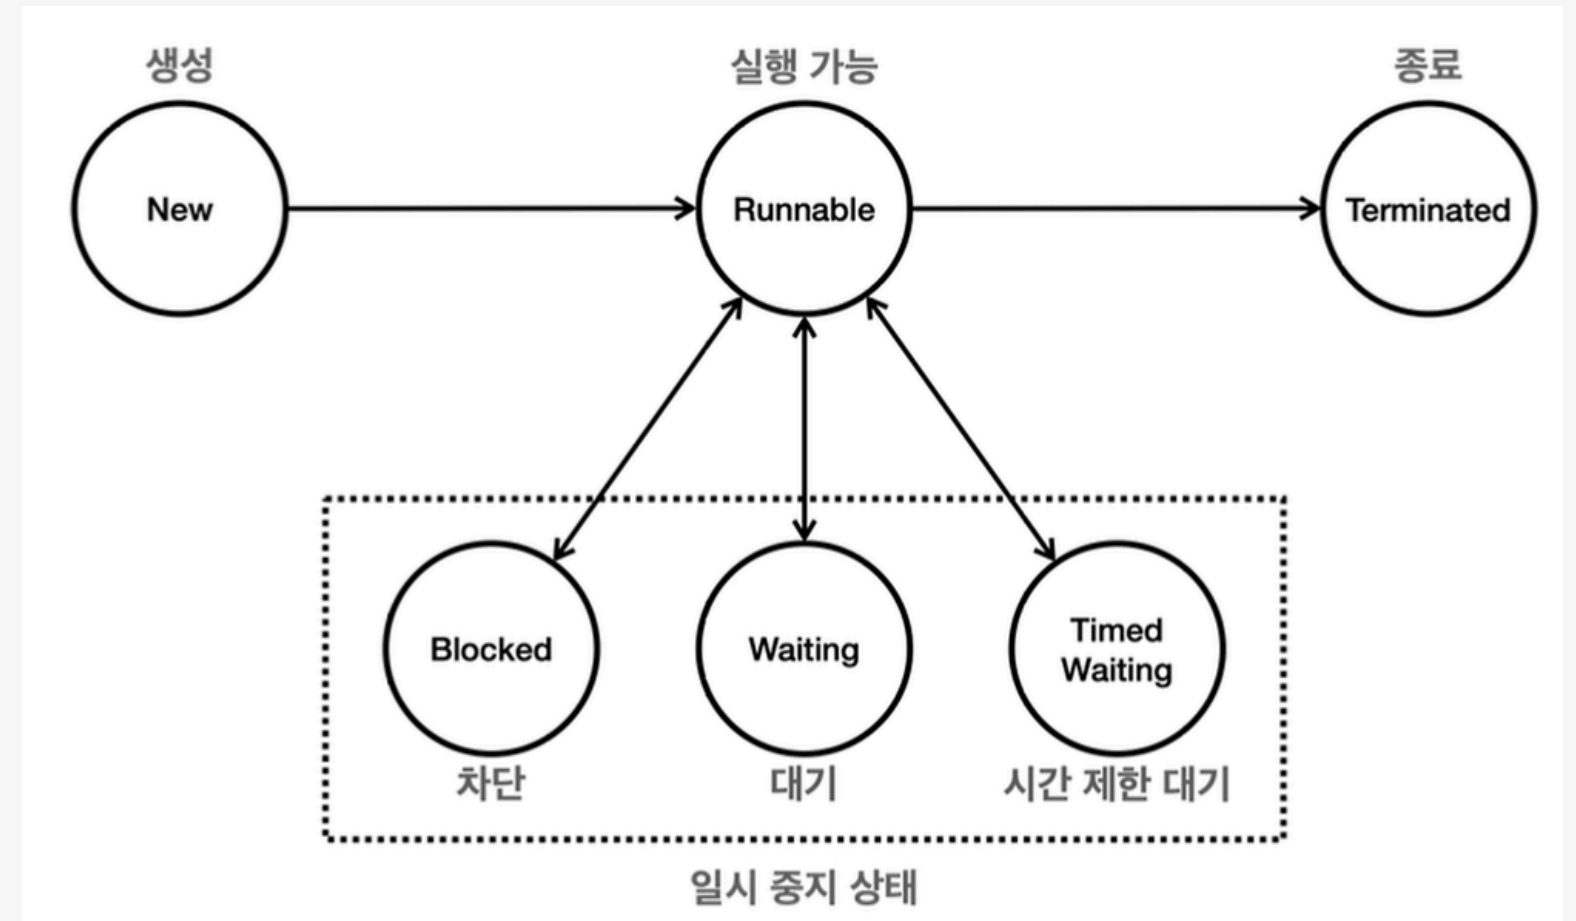 생성
실행 가능
종료
New
Runnable
Terminated
Blocked
Waiting
Timed
Waiting
차단
대기
시간 제한 대기
일시 중지 상태